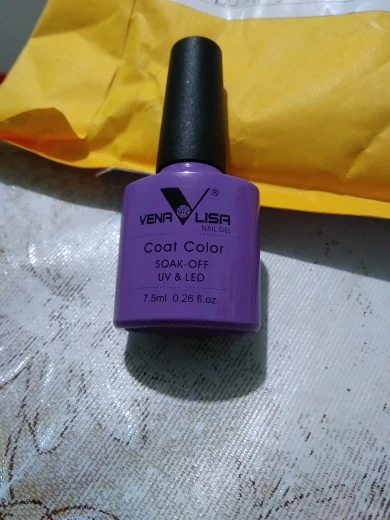 VENA LISA ®
NAIL GEL
Coat Color
SOAK-OFF
UV & LED
7.5ml 0.26 fl.oz.